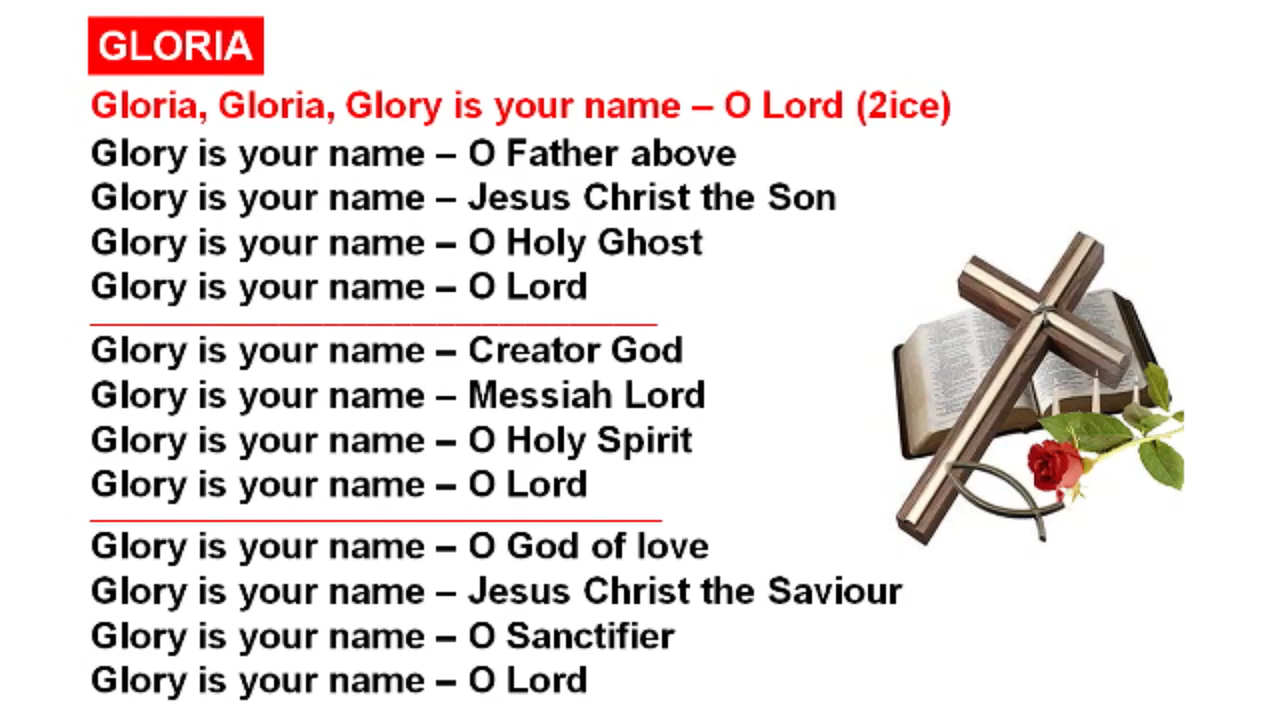 GLORIA
Gloria, Gloria, Glory is your name – O Lord (2ice)
Glory is your name – O Father above
Glory is your name – Jesus Christ the Son
Glory is your name – O Holy Ghost
Glory is your name – O Lord
Glory is your name – Creator God
Glory is your name – Messiah Lord
Glory is your name – O Holy Spirit
Glory is your name – O Lord
Glory is your name – O God of love
Glory is your name – Jesus Christ the Saviour
Glory is your name – O Sanctifier
Glory is your name – O Lord